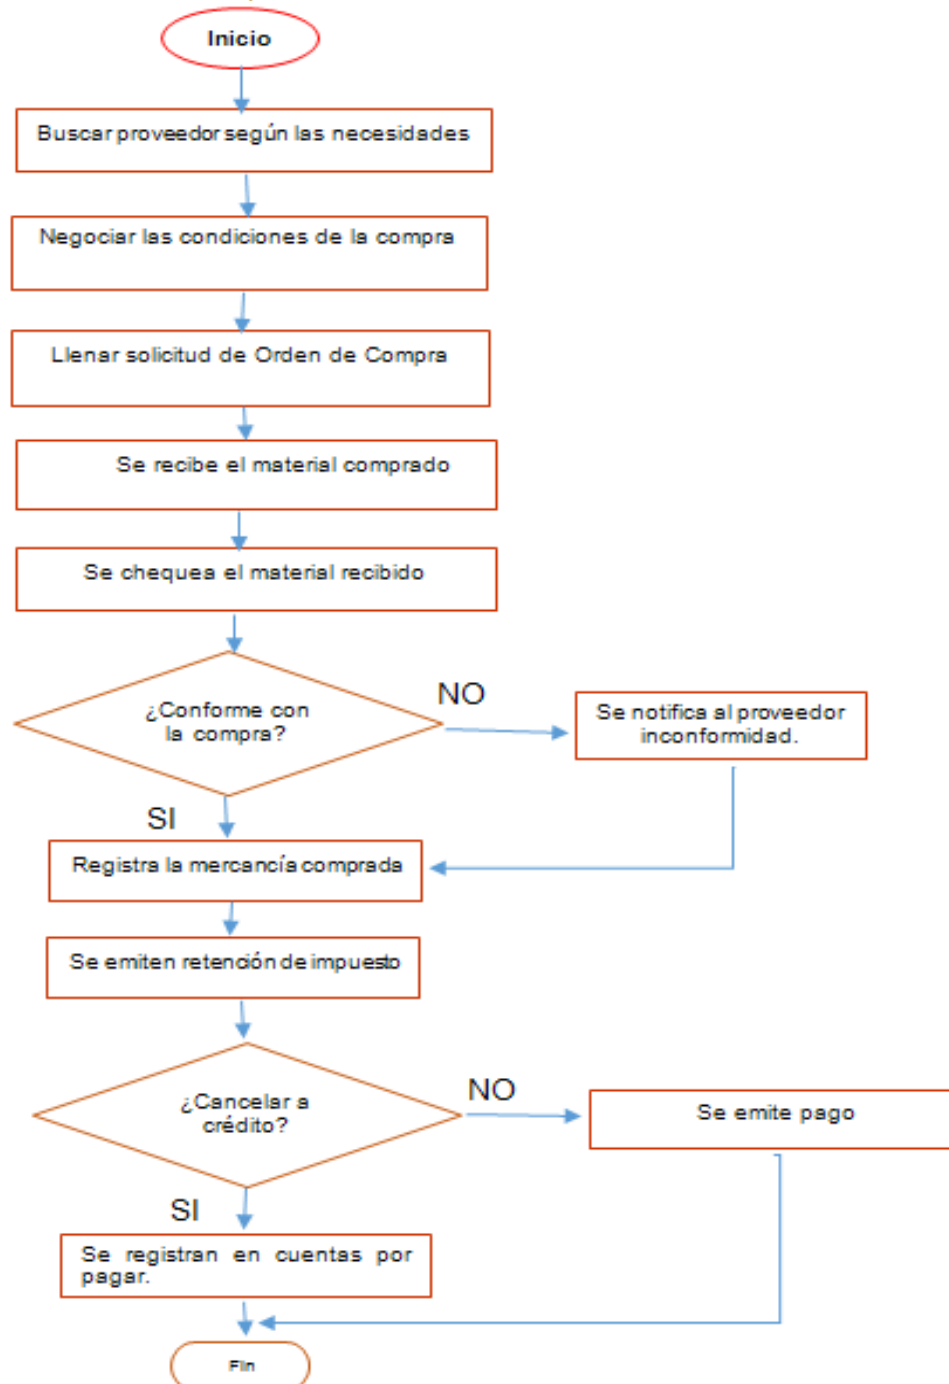 Inicio
Buscar proveedor según las necesidades
Negociar las condiciones de la compra
Llenar solicitud de Orden de Compra
Se recibe el material comprado
Se chequea el material recibido
¿Conforme con
la compra?
NO
Se notifica al proveedor
inconformidad.
SI
Registra la mercancía comprada
Se emiten retención de impuesto
¿Cancelar a
crédito?
NO
Se emite pago
SI
Se registran en cuentas por
pagar.
Fin